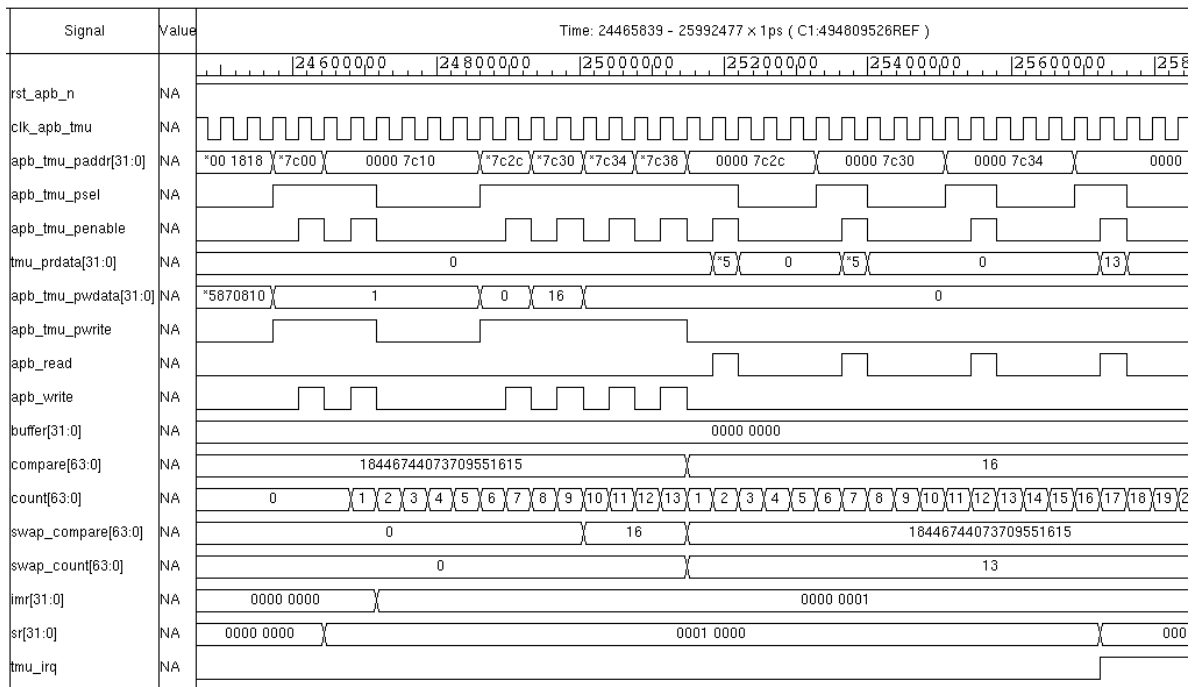 Signal Value Time: 24465839 - 25992477 x 1ps ( C1:494809526REF )
24600000 24800000 25000000 25200000 25400000 25600000 258
rst_apb_n NA
clk_apb_tmu NA
apb_tmu_paddr[31:0] NA *00 1818 *7c00 0000 7c10 *7c2c *7c30 *7c34 *7c38 0000 7c2c 0000 7c30 0000 7c34 0000
apb_tmu_psel NA
apb_tmu_penable NA
tmu_prdata[31:0] NA 0 *5 0 *5 0 13
apb_tmu_pwdata[31:0] NA *5870810 1 0 16 0
apb_tmu_pwrite NA
apb_read NA
apb_write NA
buffer[31:0] NA 0000 0000
compare[63:0] NA 18446744073709551615 16
count[63:0] NA 0 1 2 3 4 5 6 7 8 9 10 11 12 13 1 2 3 4 5 6 7 8 9 10 11 12 13 14 15 16 17 18 19 2
swap_compare[63:0] NA 0 16 18446744073709551615
swap_count[63:0] NA 0 13
imr[31:0] NA 0000 0000 0000 0001
sr[31:0] NA 0000 0000 0001 0000 000
tmu_irq NA